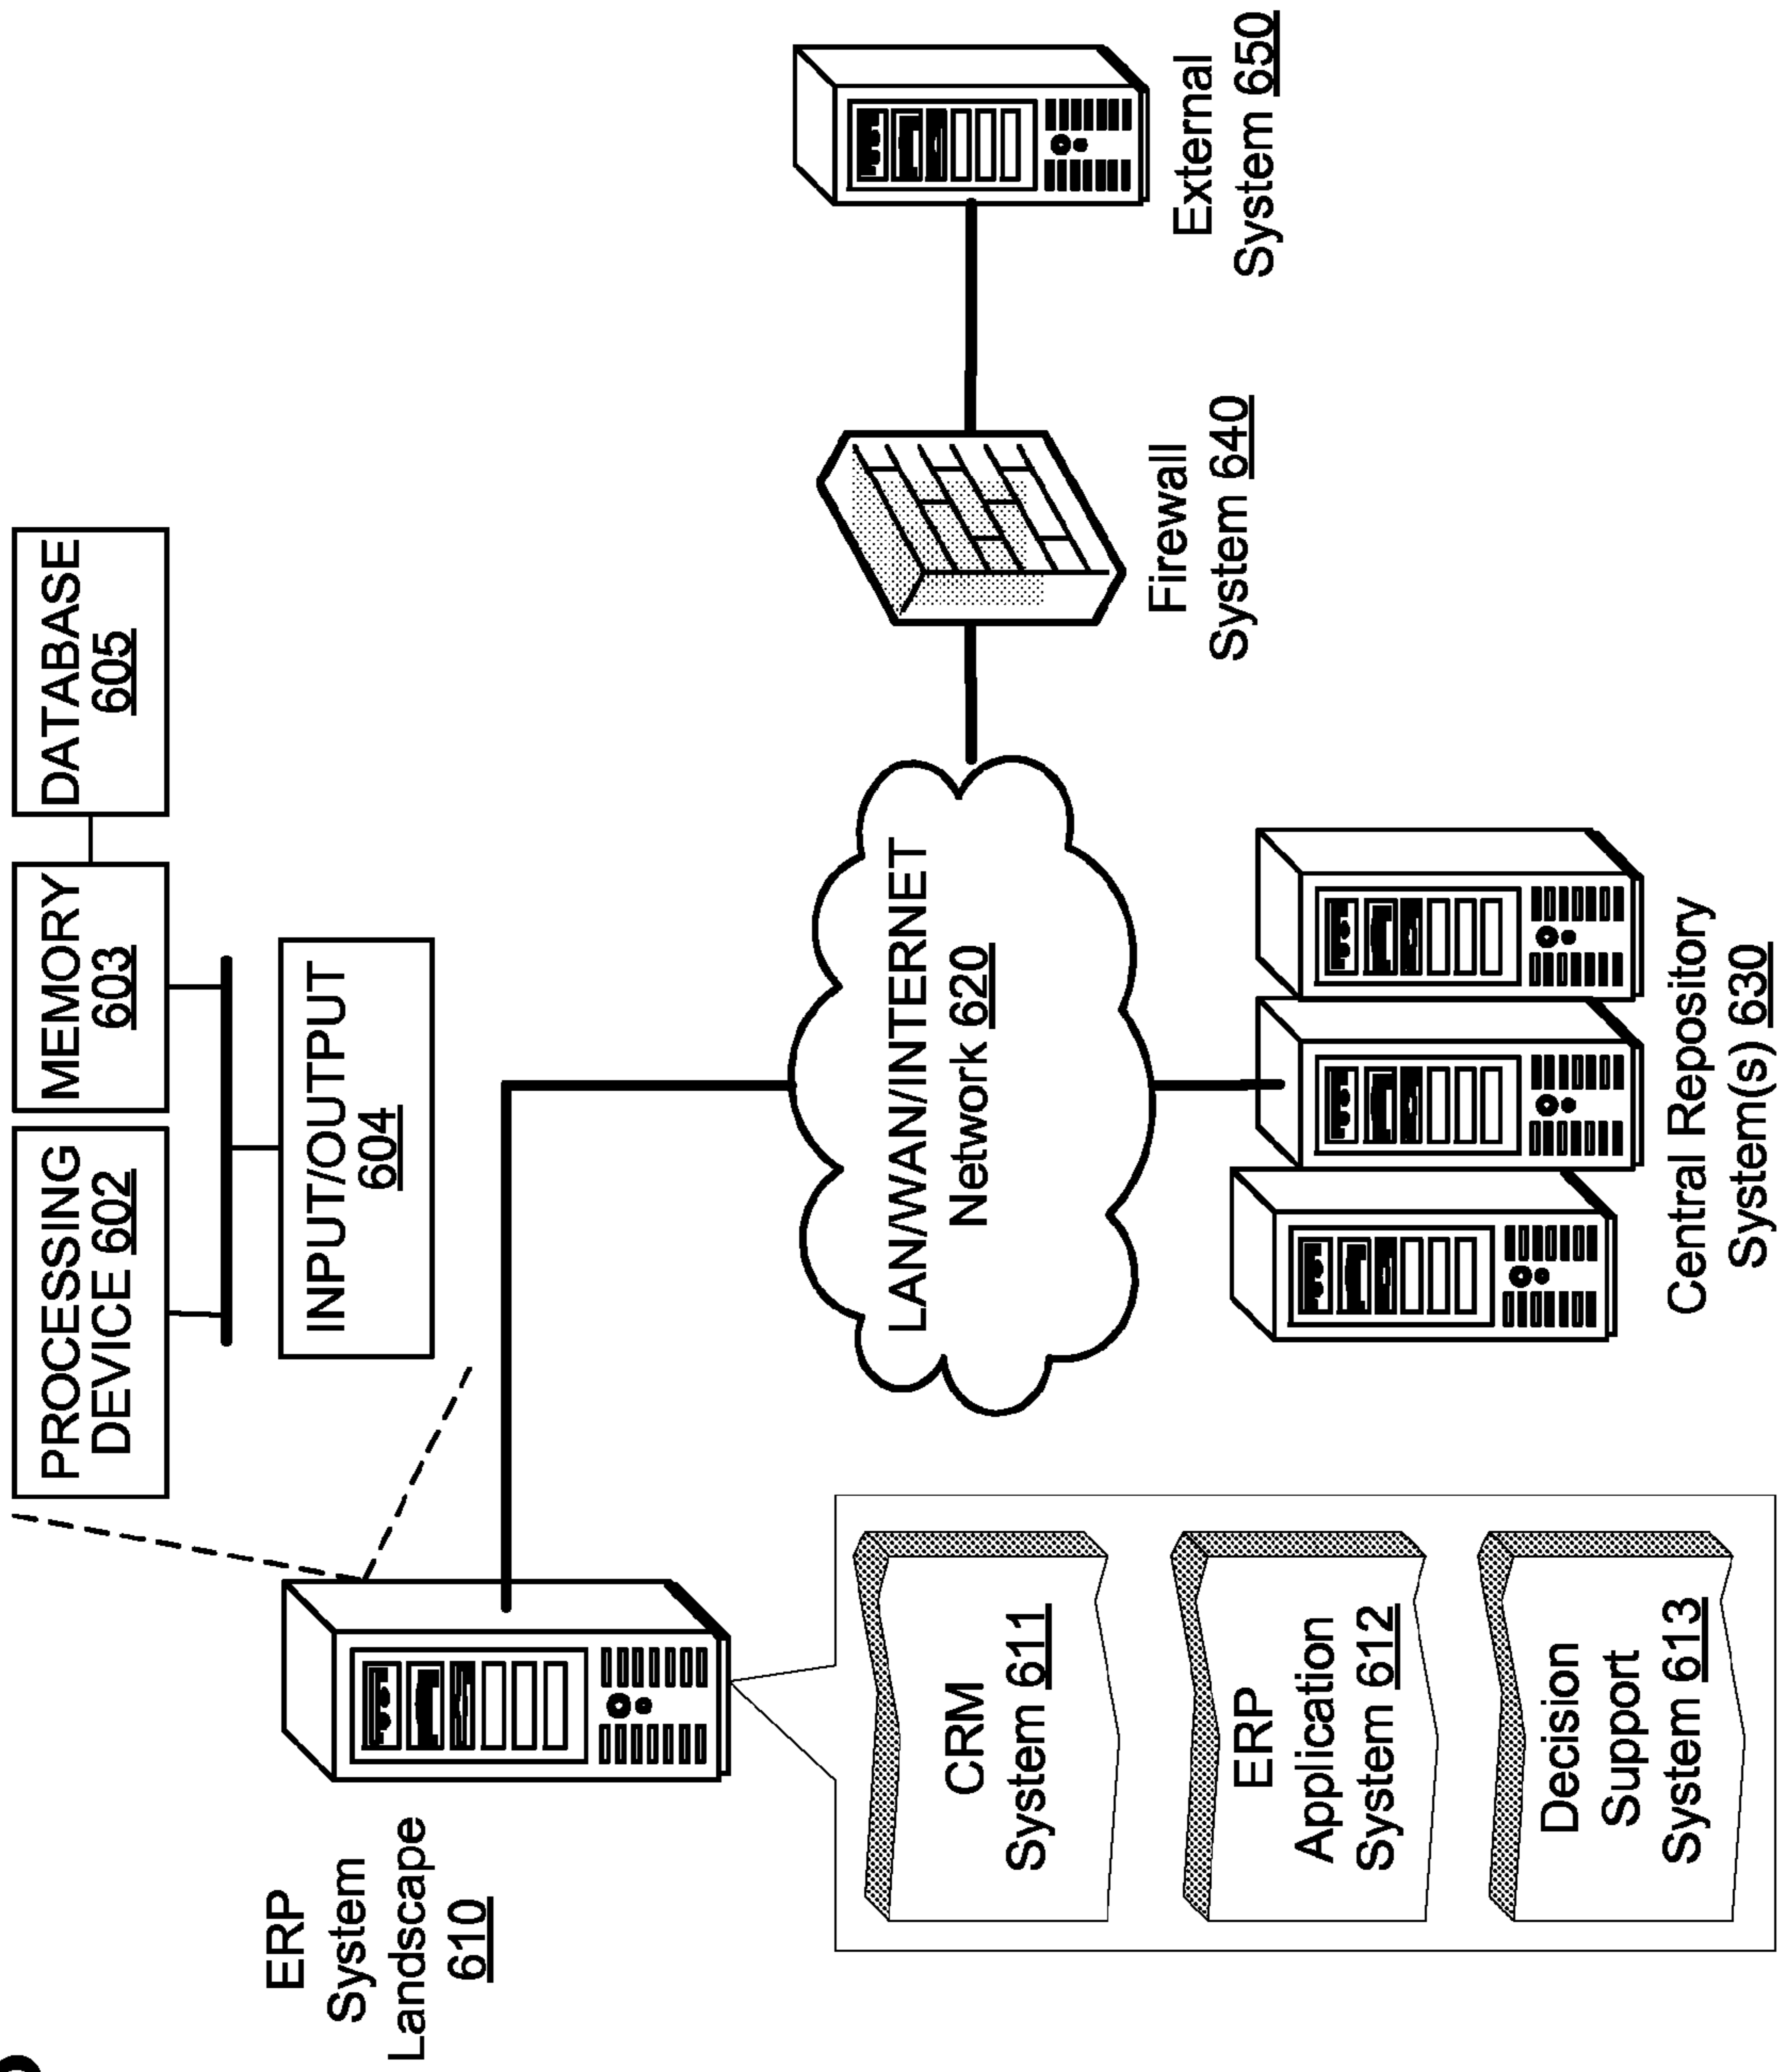 PROCESSING
DEVICE 602
MEMORY
603
DATABASE
605
INPUT/OUTPUT
604
ERP
System
Landscape
610
LAN/WAN/INTERNET
Network 620
Firewall
System 640
External
System 650
CRM
System 611
ERP
Application
System 612
Decision
Support
System 613
Central Repository
System(s) 630